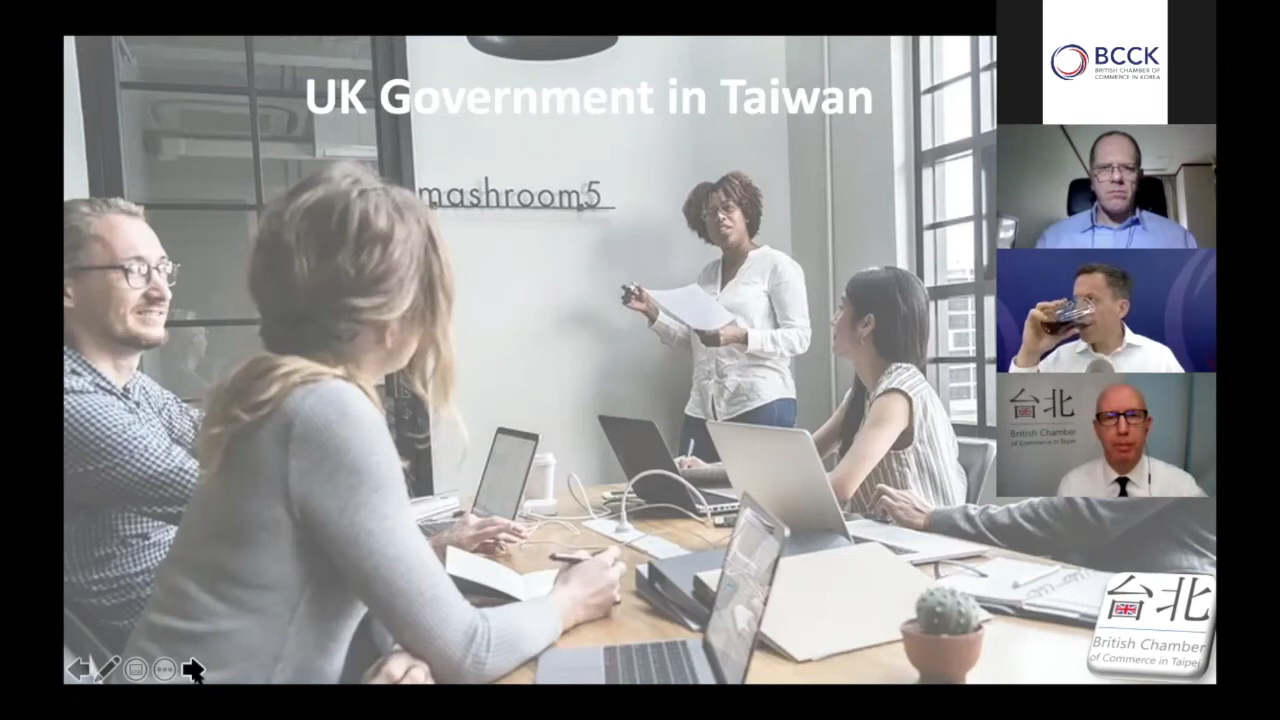 UK Government in Taiwan
mashroom5
BCCK
BRITISH CHAMBER OF
COMMERCE IN KOREA
台北
British Chamber
of Commerce in Taipei
台北
British Chamber
of Commerce in Taipei